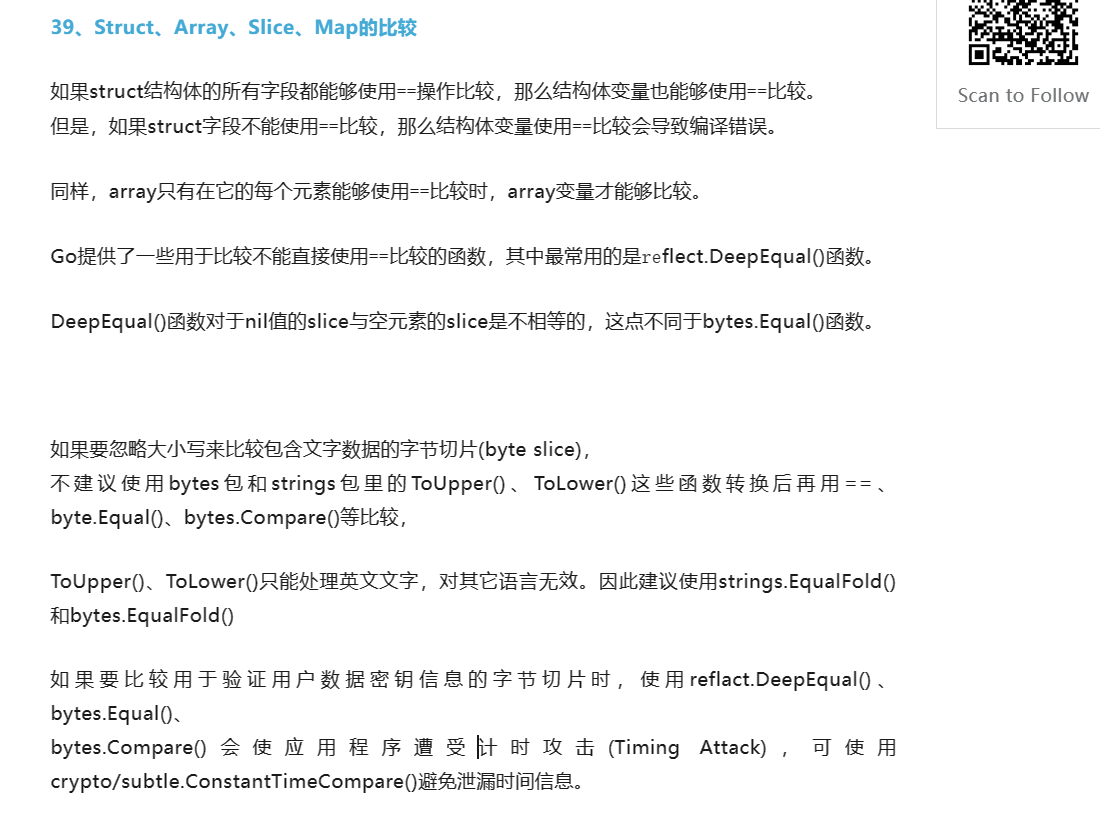 39、Struct、Array、Slice、Map的比较
Scan to Follow
如果struct结构体的所有字段都能够使用==操作比较，那么结构体变量也能够使用==比较。
但是，如果struct字段不能使用==比较，那么结构体变量使用==比较会导致编译错误。
同样，array只有在它的每个元素能够使用==比较时，array变量才能够比较。
Go提供了一些用于比较不能直接使用==比较的函数，其中最常用的是reflect.DeepEqual()函数。
DeepEqual()函数对于nil值的slice与空元素的slice是不相等的，这点不同于bytes.Equal()函数。
如果要忽略大小写来比较包含文字数据的字节切片(byte slice)，
不建议使用bytes包和strings包里的ToUpper()、ToLower()这些函数转换后再用==、
byte.Equal()、bytes.Compare()等比较，
ToUpper()、ToLower()只能处理英文文字，对其它语言无效。因此建议使用strings.EqualFold()
和bytes.EqualFold()
如果要比较用于验证用户数据密钥信息的字节切片时，使用reflact.DeepEqual()、
bytes.Equal()、
bytes.Compare()会使应用程序遭受计时攻击(Timing Attack)，可使用
crypto/subtle.ConstantTimeCompare()避免泄漏时间信息。